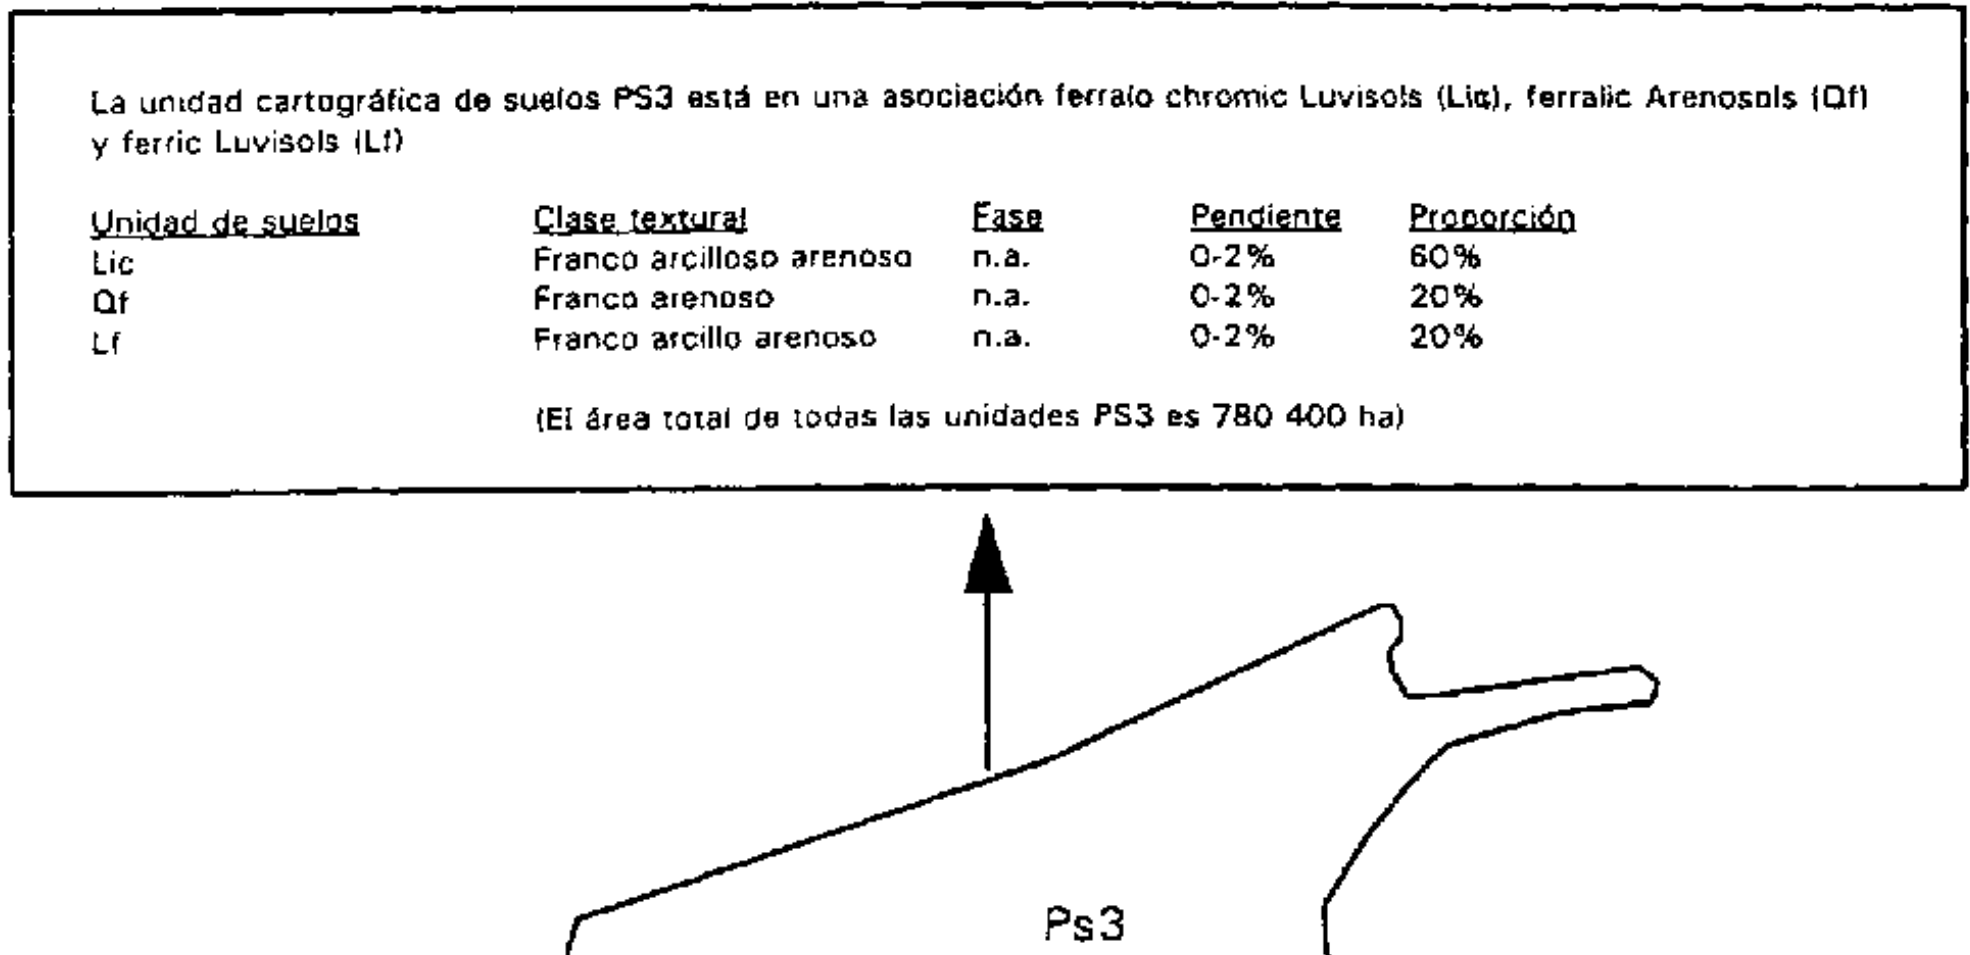 La unidad cartográfica de suelos PS3 está en una asociación ferralo chromic Luvisols (Lic), ferralic Arenosols (Qf)
y ferric Luvisols (Lf)
Unidad de suelos Clase textural Fase Pendiente Proporción
Lic Franco arcilloso arenoso n.a. 0-2% 60%
Qf Franco arenoso n.a. 0-2% 20%
Lf Franco arcillo arenoso n.a. 0-2% 20%
(El área total de todas las unidades PS3 es 780 400 ha)
Ps3